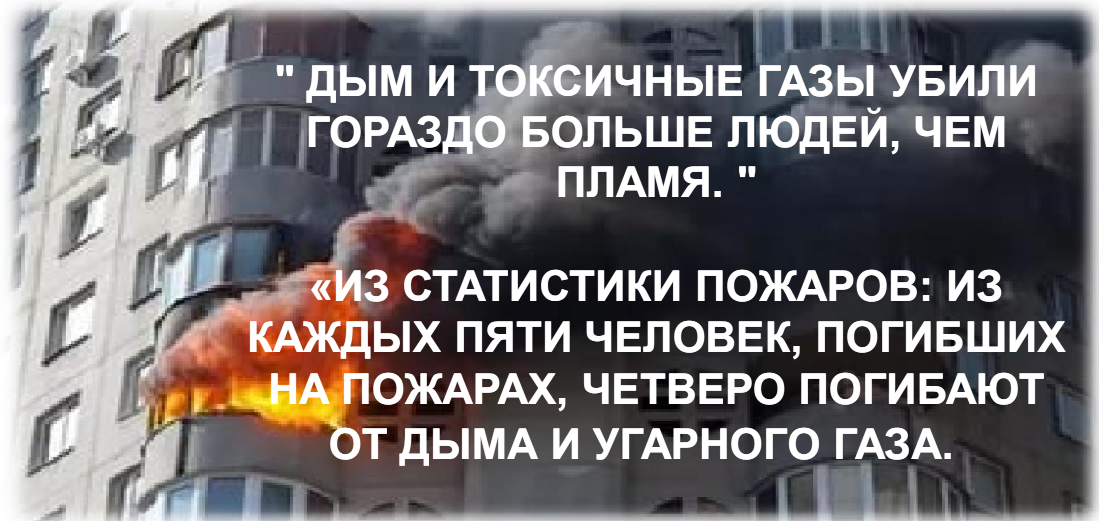 " ДЫМ И ТОКСИЧНЫЕ ГАЗЫ УБИЛИ
ГОРАЗДО БОЛЬШЕ ЛЮДЕЙ, ЧЕМ
ПЛАМЯ. "
«ИЗ СТАТИСТИКИ ПОЖАРОВ: ИЗ
КАЖДЫХ ПЯТИ ЧЕЛОВЕК, ПОГИБШИХ
НА ПОЖАРАХ, ЧЕТВЕРО ПОГИБАЮТ
ОТ ДЫМА И УГАРНОГО ГАЗА.